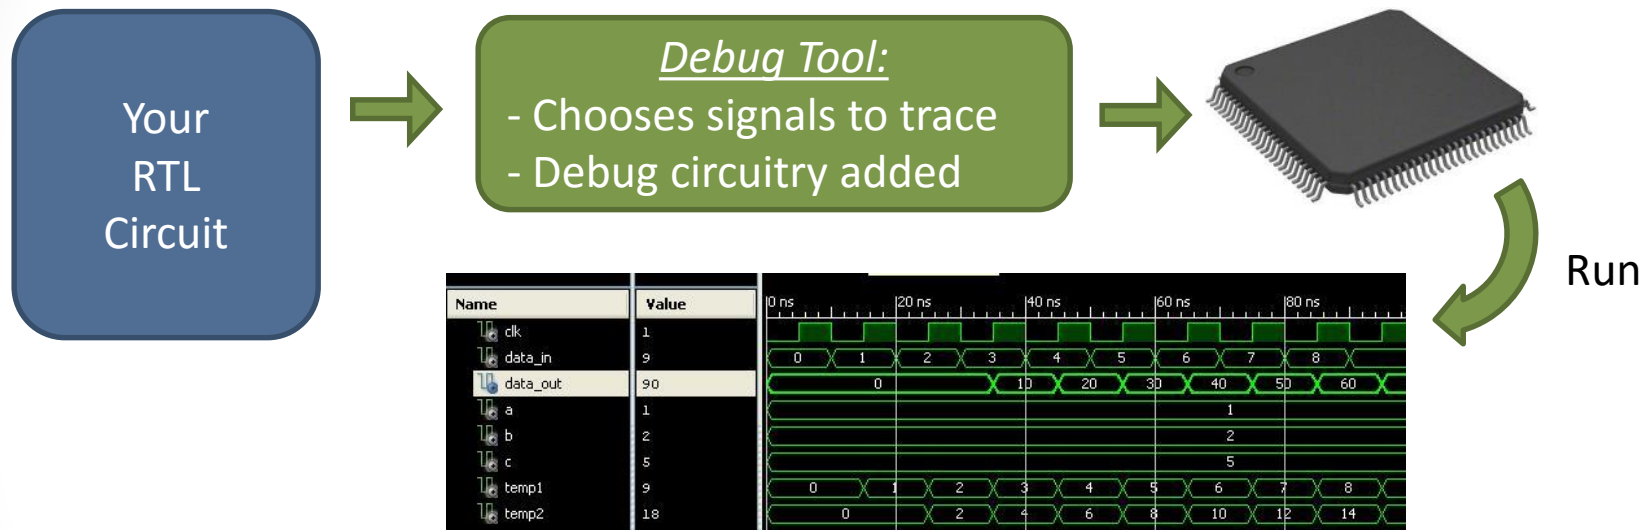 Your
RTL
Circuit
Debug Tool:
- Chooses signals to trace
- Debug circuitry added
Run
Name Value 0 ns 20 ns 40 ns 60 ns 80 ns
clk 1
data_in 9 0 1 2 3 4 5 6 7 8
data_out 90 0 10 20 30 40 50 60
a 1 1
b 2 2
c 5 5
temp1 9 0 1 2 3 4 5 6 7 8
temp2 18 0 2 4 6 8 10 12 14